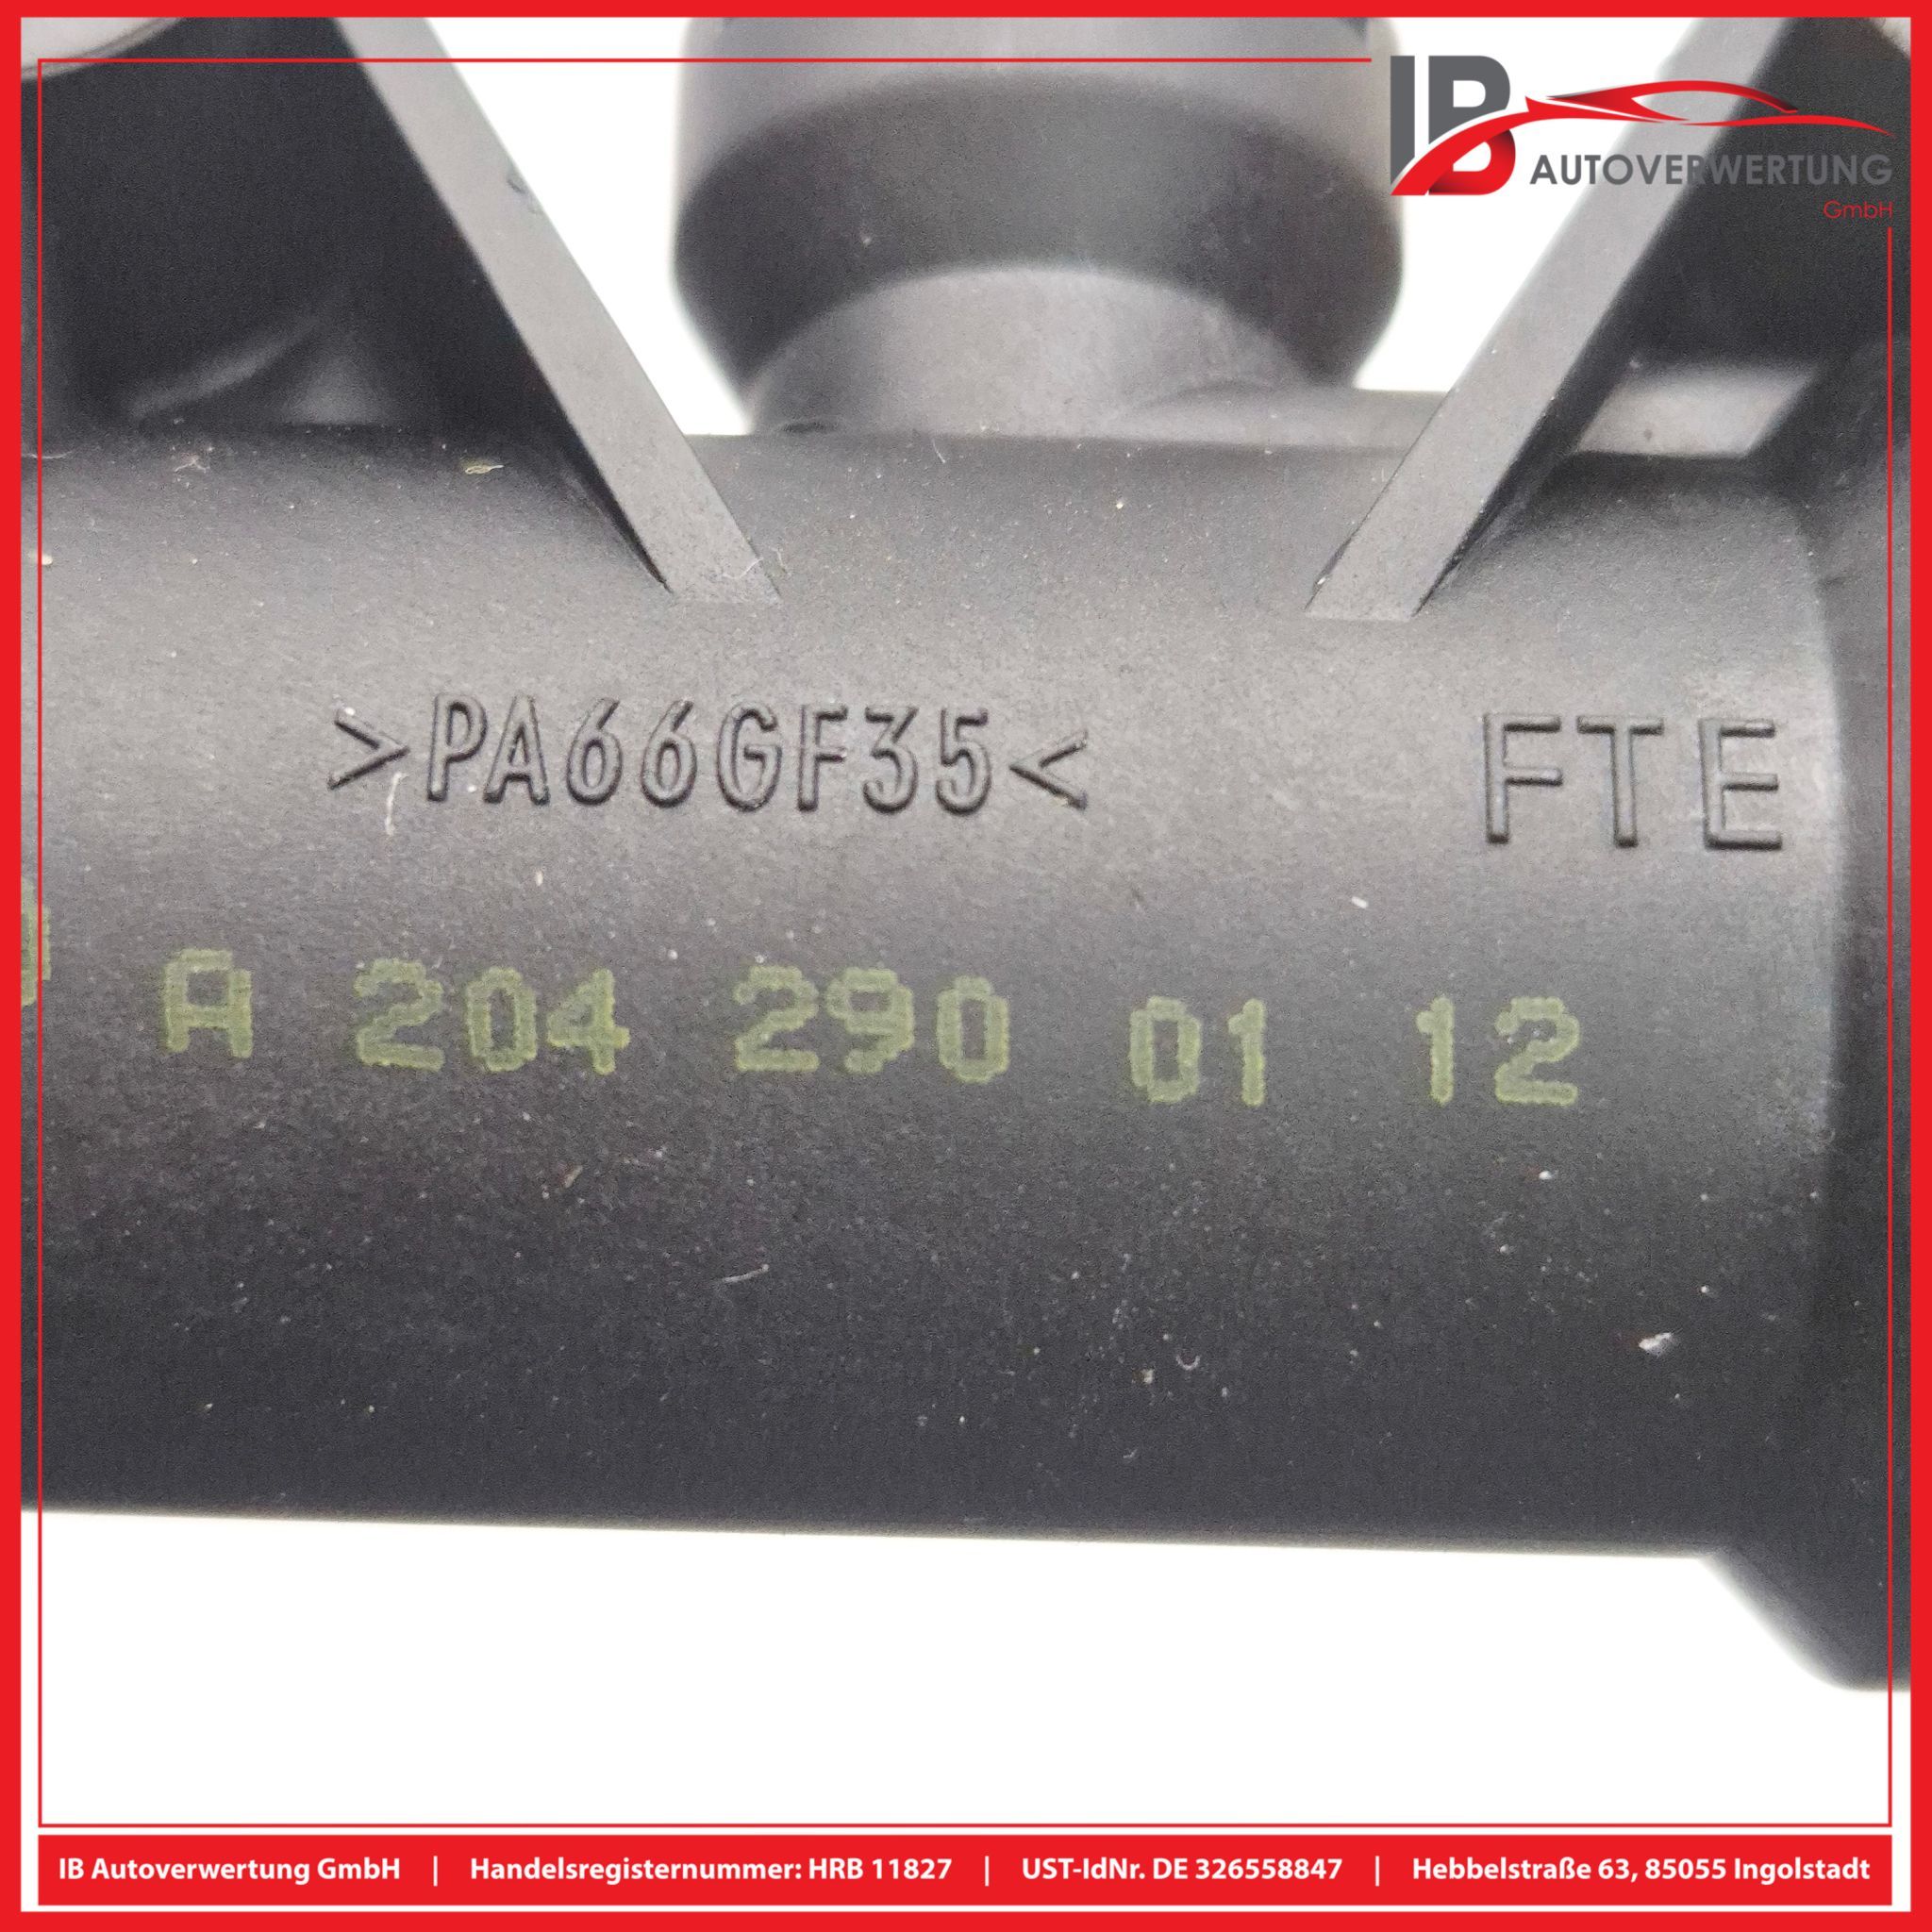 IB AUTOVERWERTUNG
GmbH
>PA66GF35< FTE
A 204 290 01 12
IB Autoverwertung GmbH | Handelsregisternummer: HRB 11827 | UST-IdNr. DE 326558847 | Hebbelstraße 63, 85055 Ingolstadt